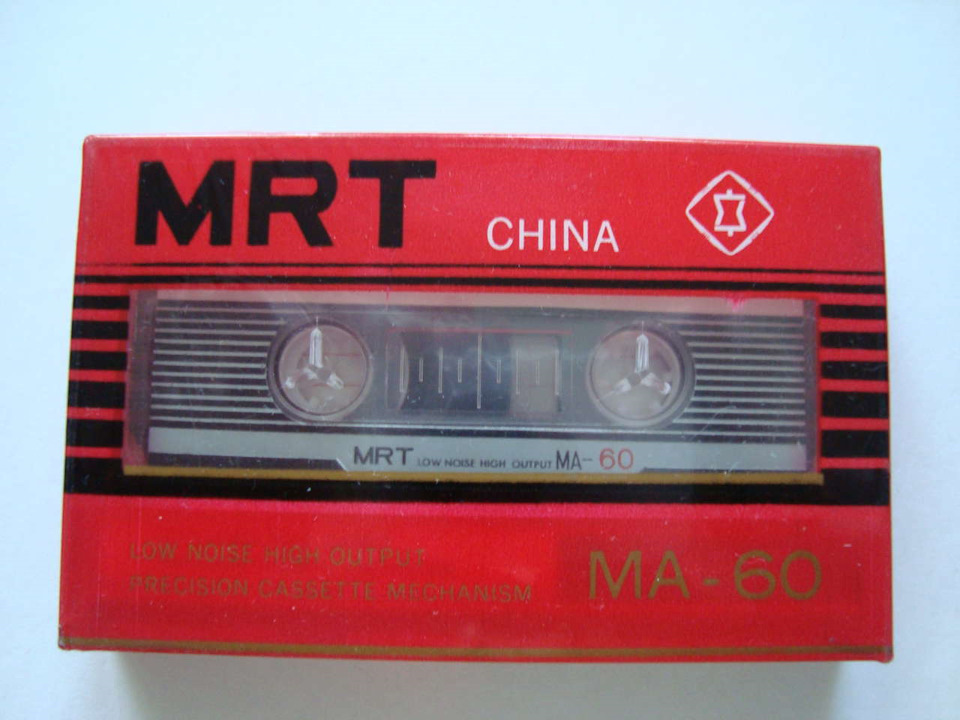 MRT
CHINA
MRT LOW NOISE HIGH OUTPUT MA-60
LOW NOISE HIGH OUTPUT
PRECISION CASSETTE MECHANISM
MA-60